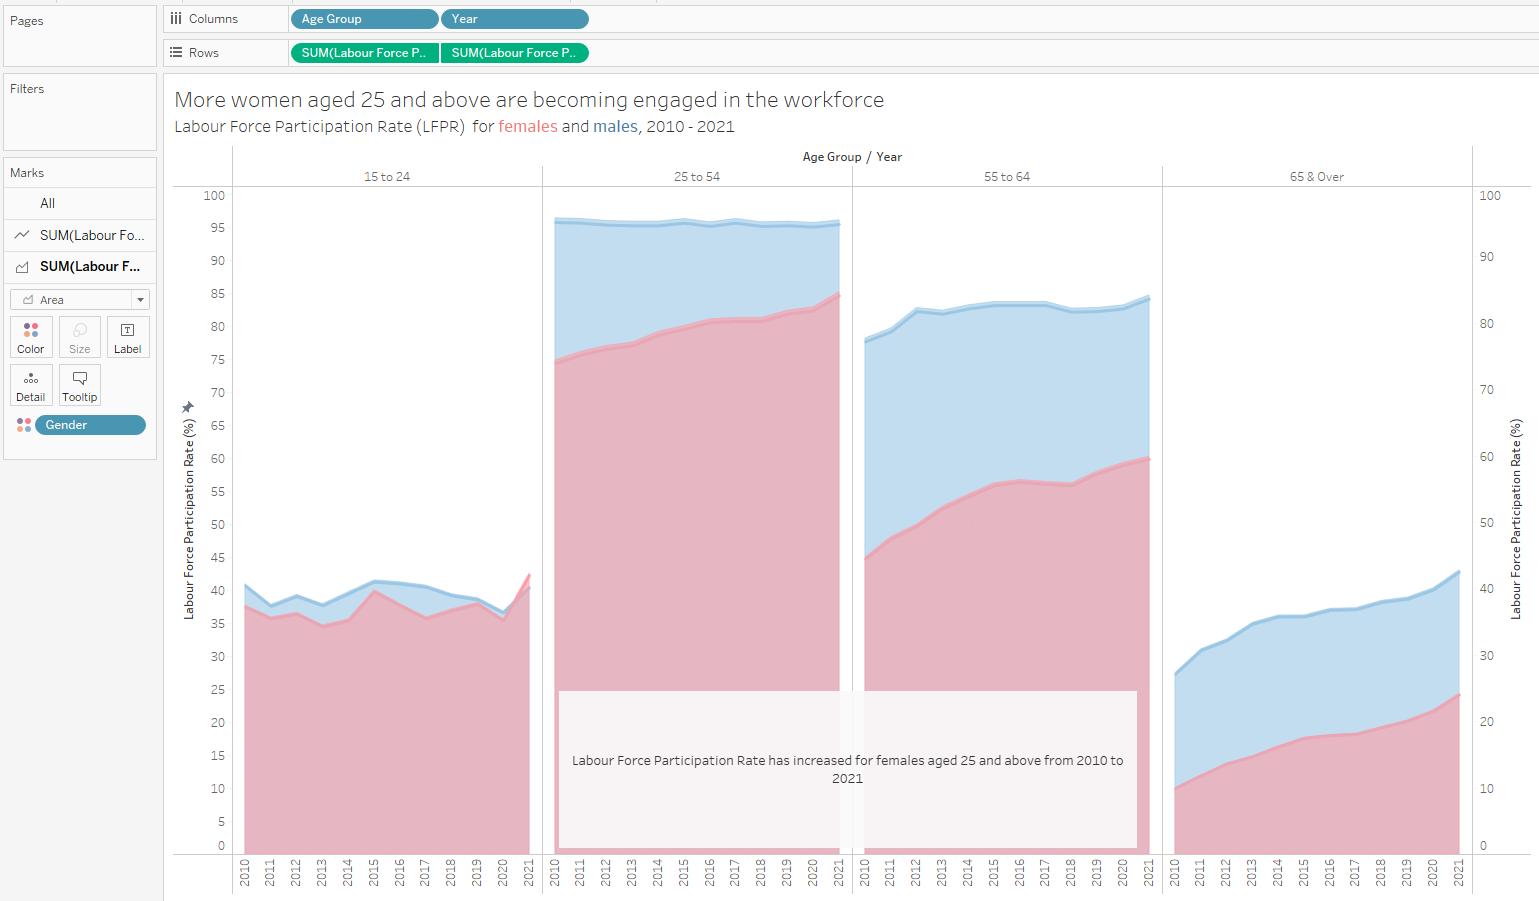 Pages
Columns
Age Group
Year
Rows
SUM(Labour Force P..
SUM(Labour Force P..
Filters
Marks
All
SUM(Labour Fo...
SUM(Labour F...
Area
Color
Size
Label
Detail
Tooltip
Gender
More women aged 25 and above are becoming engaged in the workforce
Labour Force Participation Rate (LFPR) for females and males, 2010 - 2021
Age Group / Year
15 to 24
25 to 54
55 to 64
65 & Over
Labour Force Participation Rate (%)
100
95
90
85
80
75
70
65
60
55
50
45
40
35
30
25
20
15
10
5
0
Labour Force Participation Rate has increased for females aged 25 and above from 2010 to
2021
100
90
80
70
60
50
40
30
20
10
0
Labour Force Participation Rate (%)
2010 2011 2012 2013 2014 2015 2016 2017 2018 2019 2020 2021
2010 2011 2012 2013 2014 2015 2016 2017 2018 2019 2020 2021
2010 2011 2012 2013 2014 2015 2016 2017 2018 2019 2020 2021
2010 2011 2012 2013 2014 2015 2016 2017 2018 2019 2020 2021